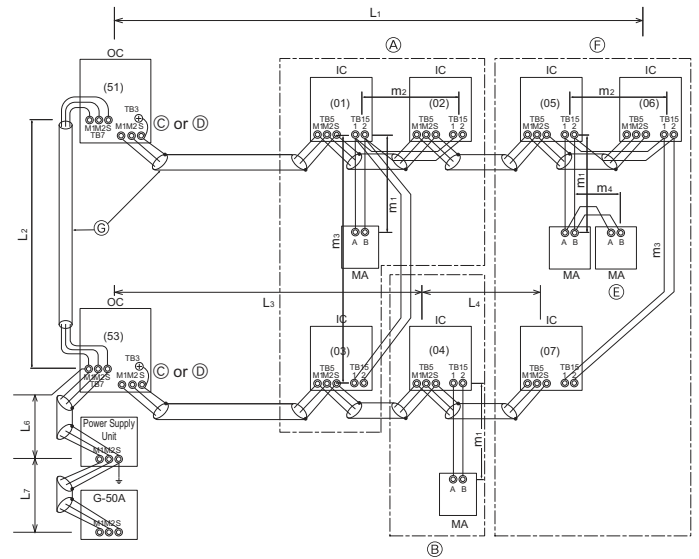 L1
A
F
OC
IC
IC
IC
IC
(51)
(01)
m2
(02)
(05)
m2
(06)
TB3
C or D
M1M2S
TB7
M1M2S
TB5
M1M2S
TB15
1 2
TB5
M1M2S
TB15
1 2
TB5
M1M2S
TB15
1 2
TB5
M1M2S
TB15
1 2
m1
m1
m4
L2
G
m3
A B
MA
A B
MA
A B
MA
E
m3
L3
L4
OC
IC
IC
IC
(53)
(03)
(04)
(07)
TB3
C or D
M1M2S
TB7
M1M2S
TB5
M1M2S
TB15
1 2
TB5
M1M2S
TB15
1 2
TB5
M1M2S
TB15
1 2
L6
Power Supply
Unit
M1M2S
m1
L7
G-50A
M1M2S
A B
MA
B